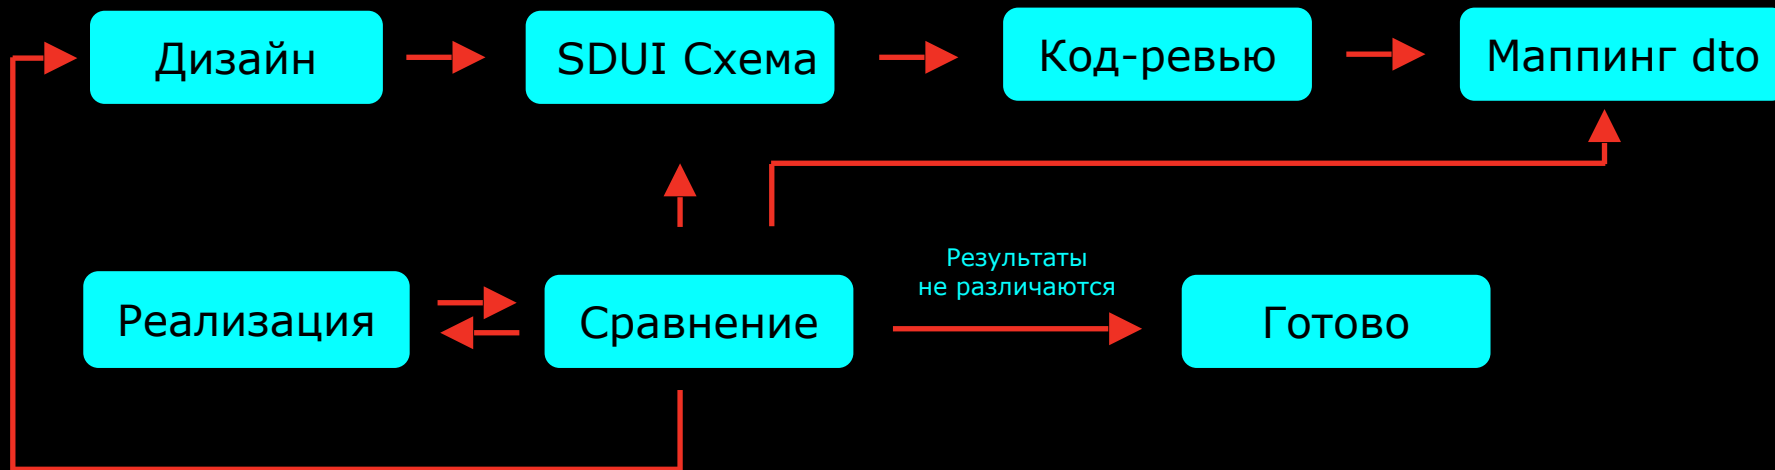 Дизайн
SDUI Схема
Код-ревью
Маппинг dto
Результаты
не различаются
Реализация
Сравнение
Готово